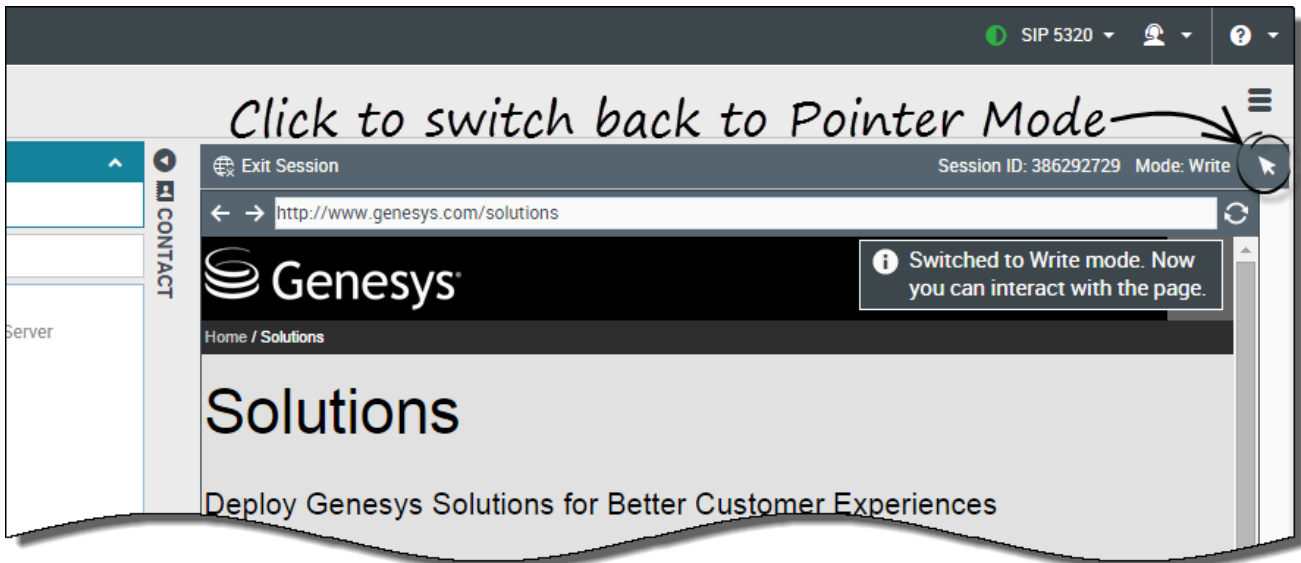 SIP 5320
Click to switch back to Pointer Mode
Exit Session
Session ID: 386292729 Mode: Write
CONTACT
http://www.genesys.com/solutions
Genesys
Switched to Write mode. Now
you can interact with the page.
Server
Home / Solutions
Solutions
Deploy Genesys Solutions for Better Customer Experiences